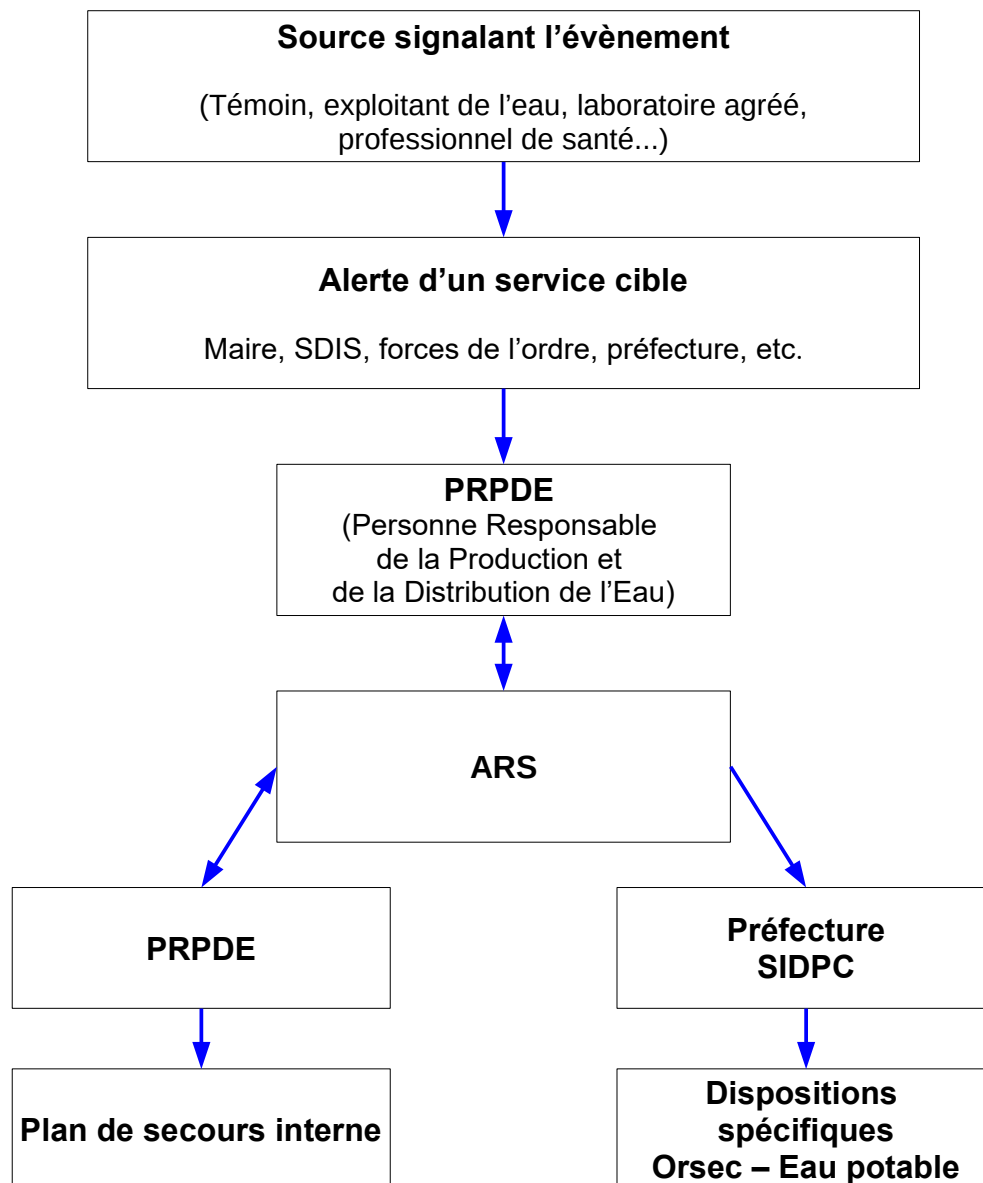 Source signalant l’évènement
(Témoin, exploitant de l’eau, laboratoire agréé,
professionnel de santé...)
Alerte d’un service cible
Maire, SDIS, forces de l’ordre, préfecture, etc.
PRPDE
(Personne Responsable
de la Production et
de la Distribution de l’Eau)
ARS
PRPDE
Préfecture
SIDPC
Plan de secours interne
Dispositions
spécifiques
Orsec – Eau potable